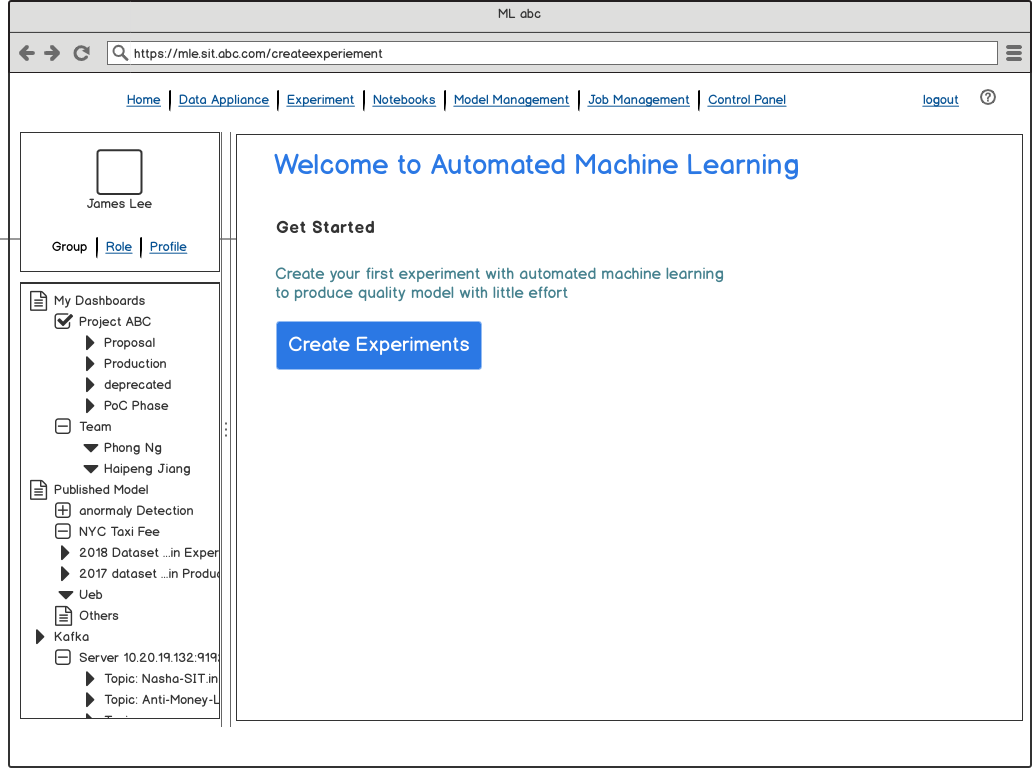 ML abc
https://mle.sit.abc.com/createexperiement
Home Data Appliance Experiment Notebooks Model Management Job Management Control Panel logout ?
James Lee
Group Role Profile
My Dashboards
Project ABC
Proposal
Production
deprecated
PoC Phase
Team
Phong Ng
Haipeng Jiang
Published Model
anormaly Detection
NYC Taxi Fee
2018 Dataset ...in Exper
2017 dataset ...in Produc
Ueb
Others
Kafka
Server 10.20.19.132:919
Topic: Nasha-SIT.in
Topic: Anti-Money-L
Welcome to Automated Machine Learning
Get Started
Create your first experiment with automated machine learning
to produce quality model with little effort
Create Experiments